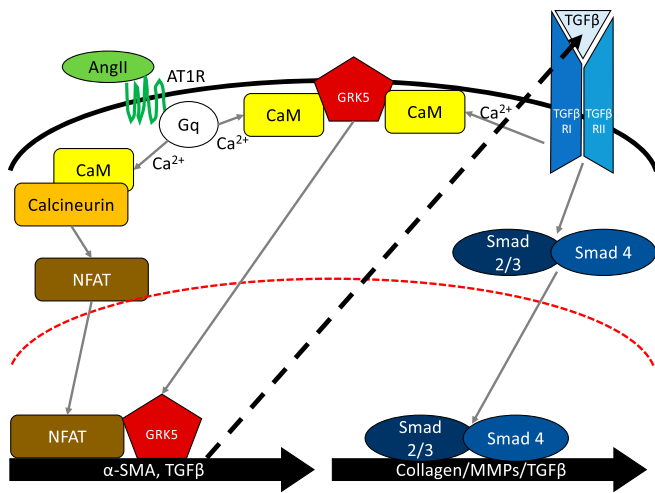 TGFβ
AngII
AT1R
GRK5
CaM
CaM
Gq
Ca²⁺
Ca²⁺
Ca²⁺
TGFβ
RI
TGFβ
RII
CaM
Calcineurin
NFAT
Smad
2/3
Smad 4
NFAT
GRK5
Smad
2/3
Smad 4
α-SMA, TGFβ
Collagen/MMPs/TGFβ